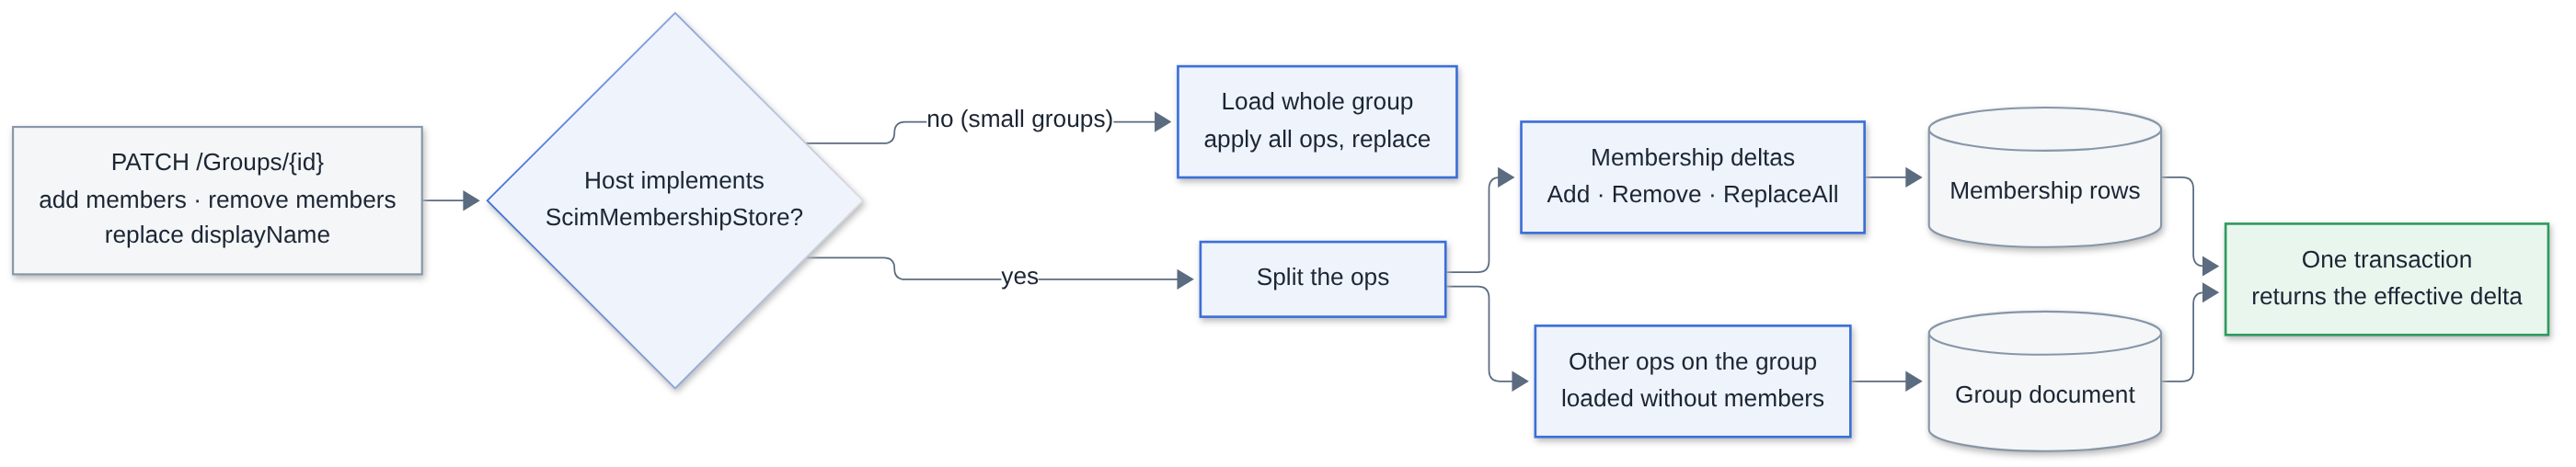 PATCH /Groups/{id}
add members · remove members
replace displayName
Host implements
ScimMembershipStore?
no (small groups)
yes
Load whole group
apply all ops, replace
Split the ops
Membership deltas
Add · Remove · ReplaceAll
Other ops on the group
loaded without members
Membership rows
Group document
One transaction
returns the effective delta